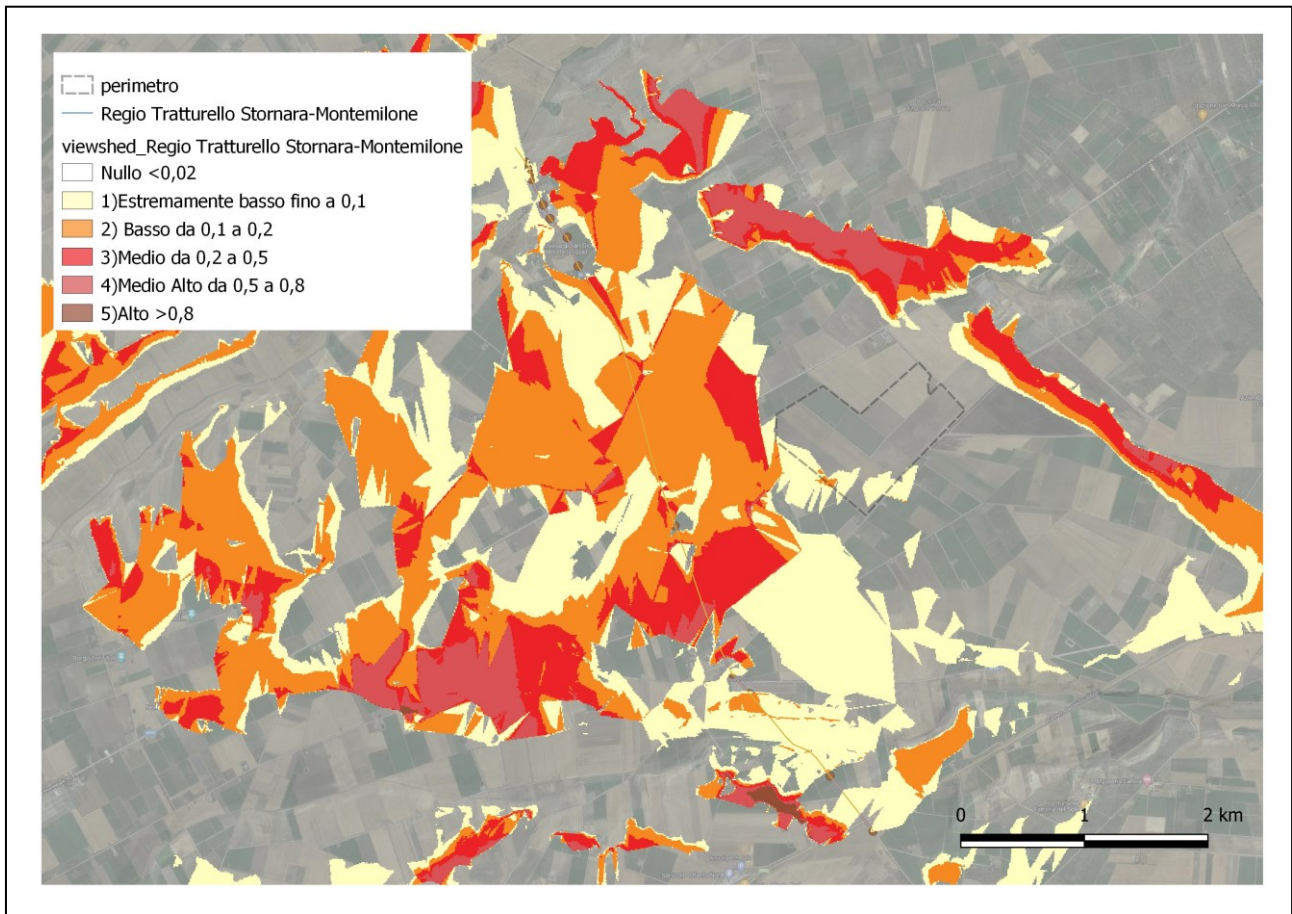 perimetro
Regio Tratturello Stornara-Montemilone
viewshed_Regio Tratturello Stornara-Montemilone
Nullo <0,02
1)Estremamente basso fino a 0,1
2) Basso da 0,1 a 0,2
3)Medio da 0,2 a 0,5
4)Medio Alto da 0,5 a 0,8
5)Alto >0,8
0 1 2 km